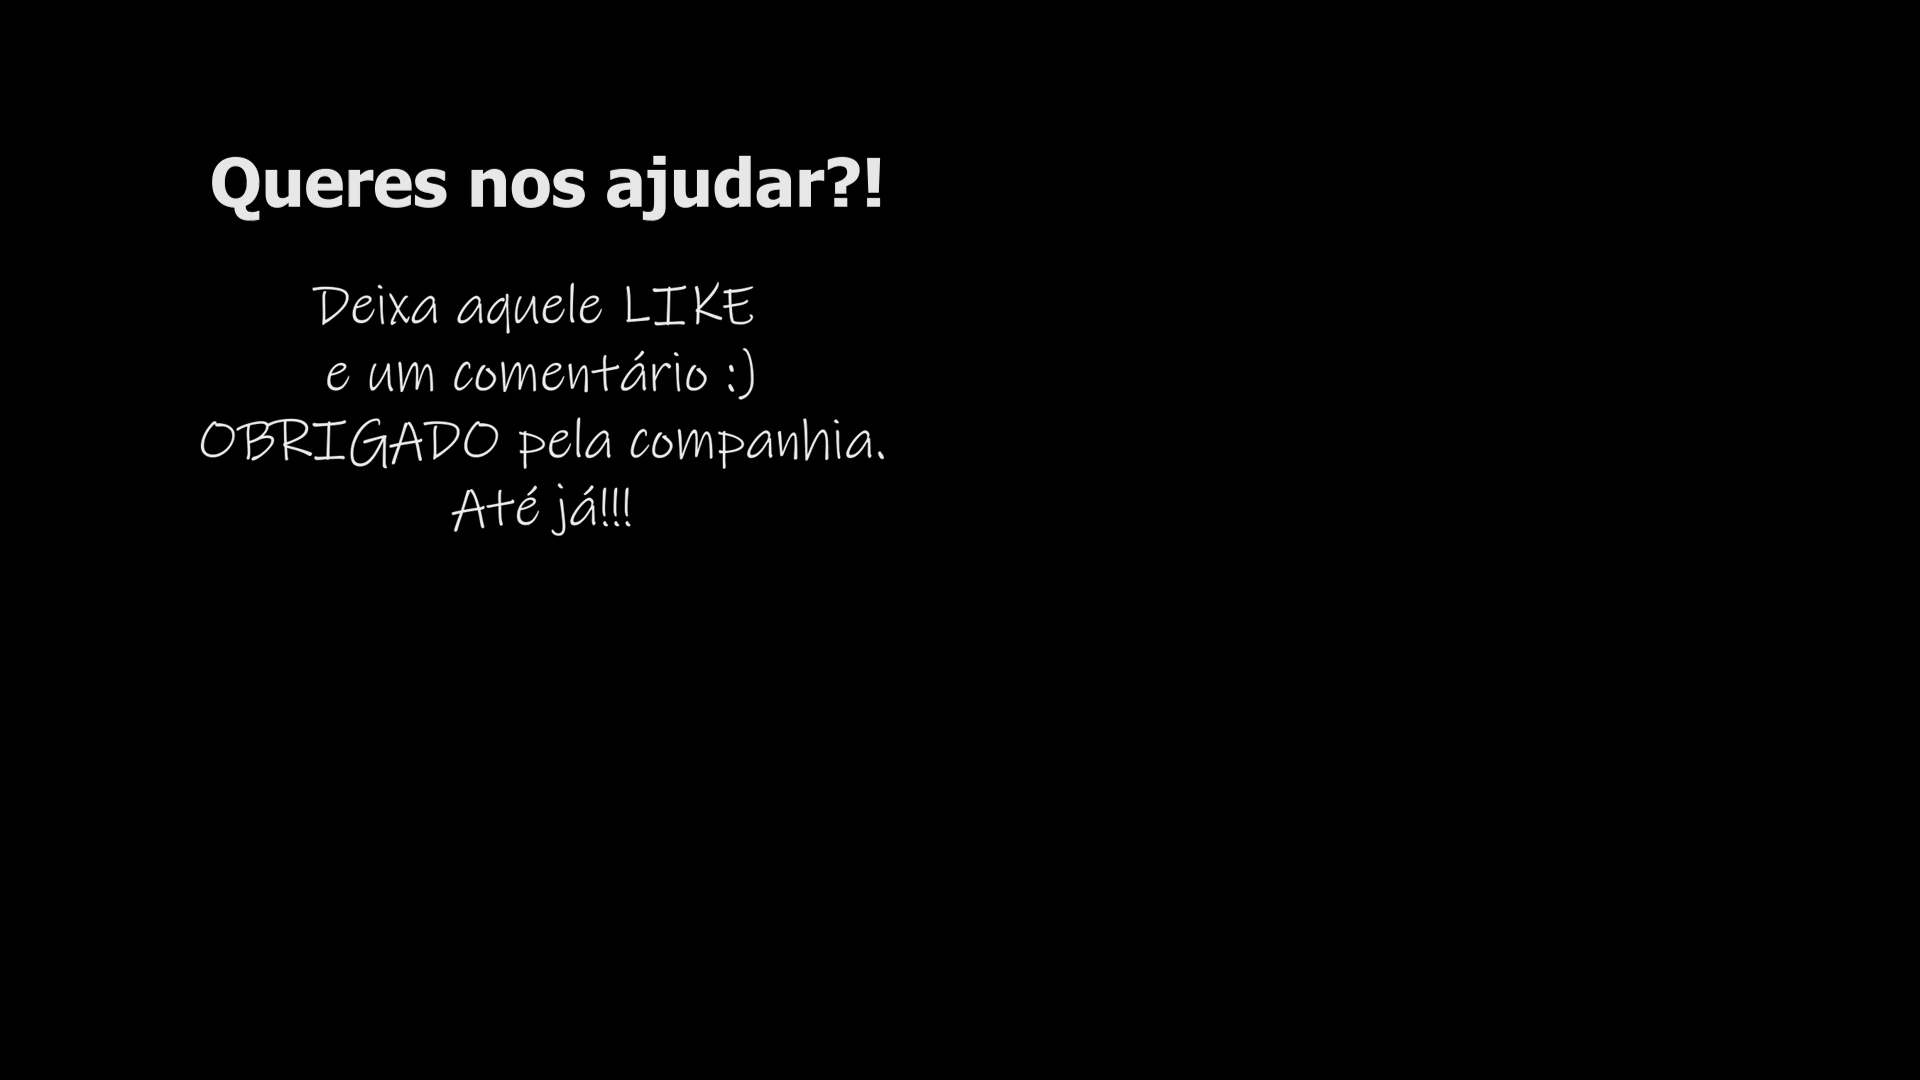 Queres nos ajudar?!
Deixa aquele LIKE
e um comentário :)
OBRIGADO pela companhia.
Até já!!!